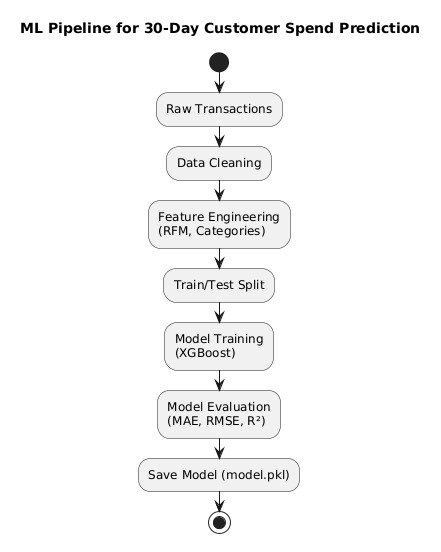 ML Pipeline for 30-Day Customer Spend Prediction
Raw Transactions
Data Cleaning
Feature Engineering
(RFM, Categories)
Train/Test Split
Model Training
(XGBoost)
Model Evaluation
(MAE, RMSE, R²)
Save Model (model.pkl)